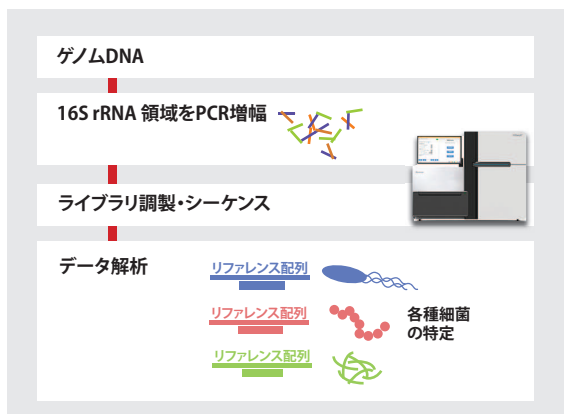 ゲノムDNA
16S rRNA 領域をPCR増幅
ライブラリ調製・シーケンス
データ解析
リファレンス配列
リファレンス配列
各種細菌
の特定
リファレンス配列